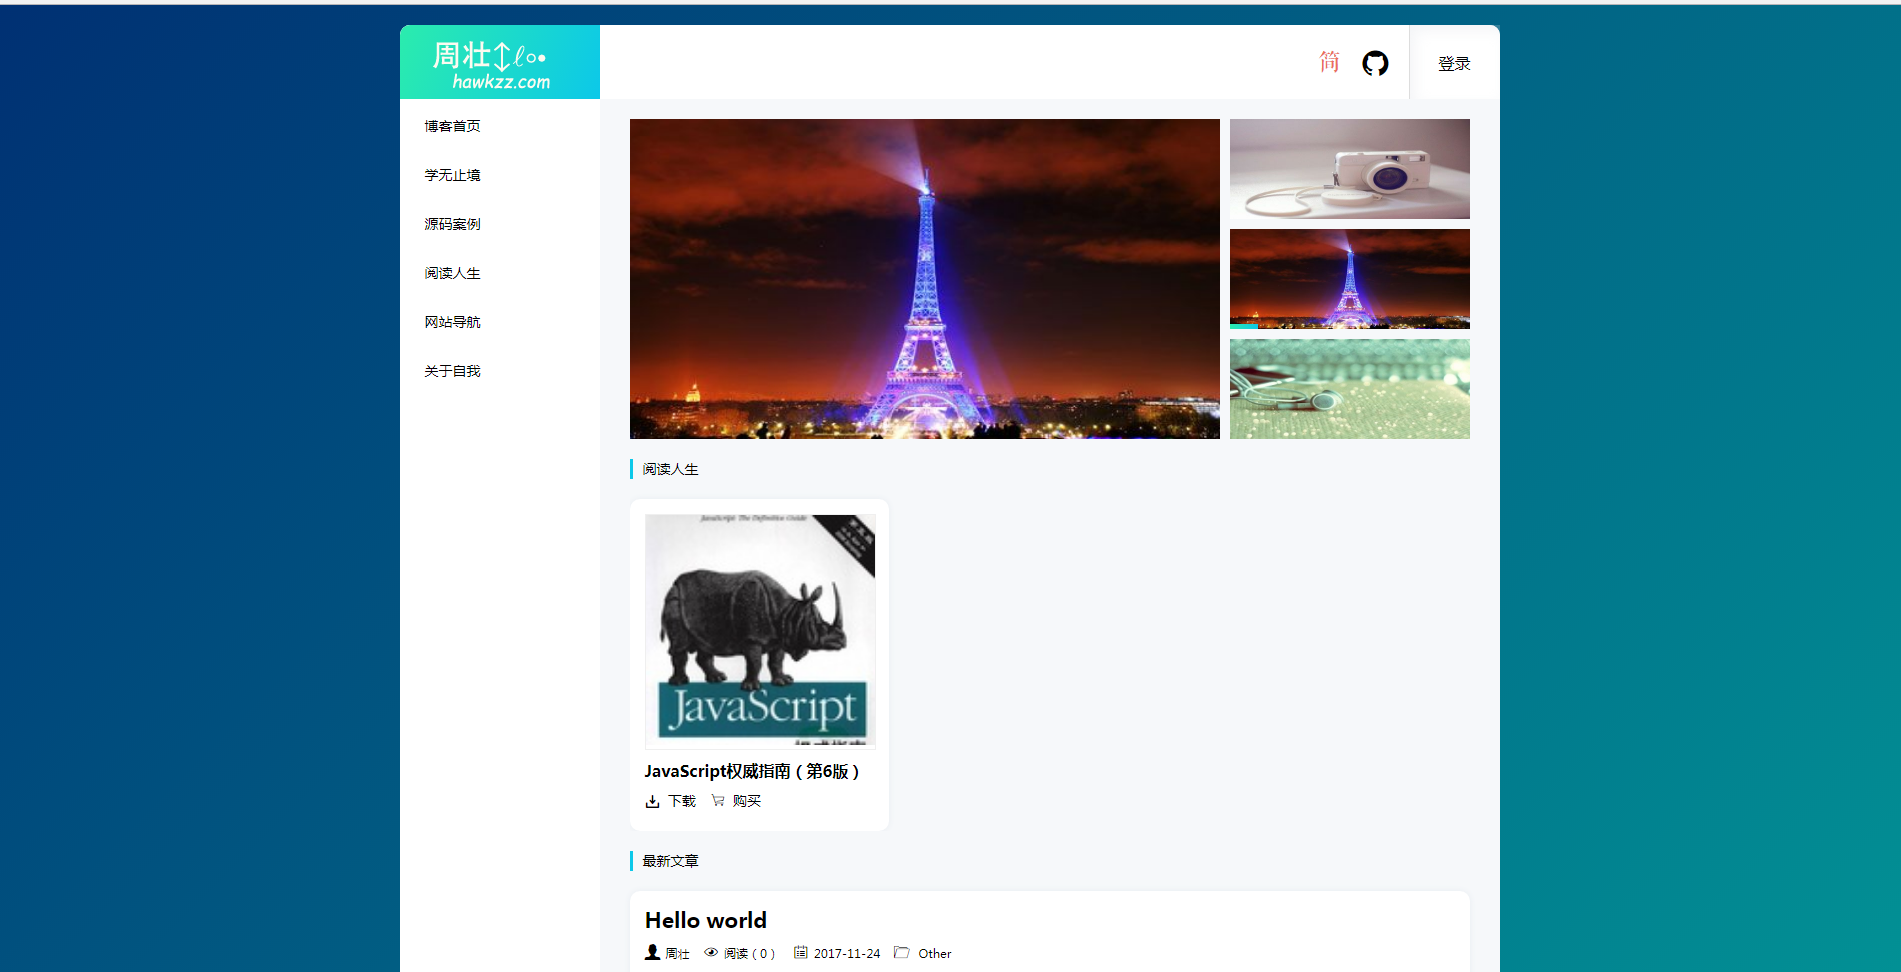 周壮
hawkzz.com
简
登录
博客首页
学无止境
源码案例
阅读人生
网站导航
关于自我
阅读人生
JavaScript: The Definitive Guide
JavaScript
JavaScript权威指南（第6版）
下载 购买
最新文章
Hello world
周壮 阅读（0） 2017-11-24 Other